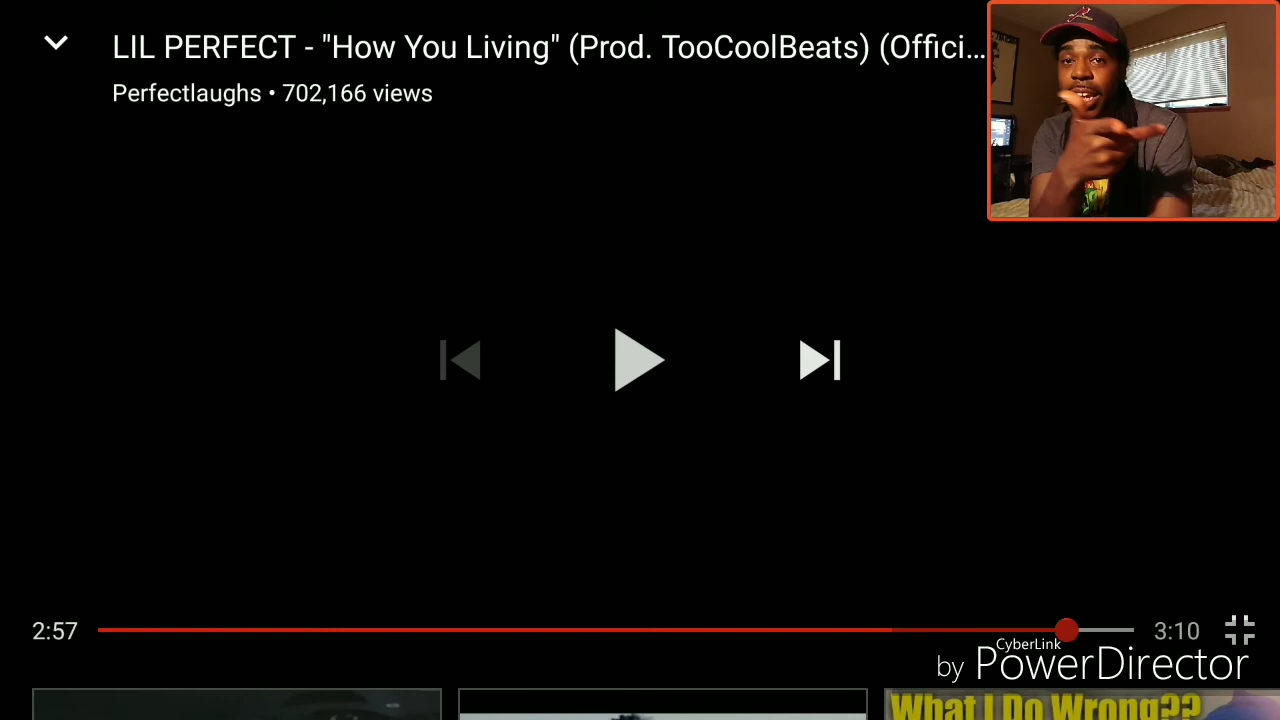 LIL PERFECT - "How You Living" (Prod. TooCoolBeats) (Offici...
Perfectlaughs • 702,166 views
2:57
3:10
CyberLink
by PowerDirector
What I Do Wrong??